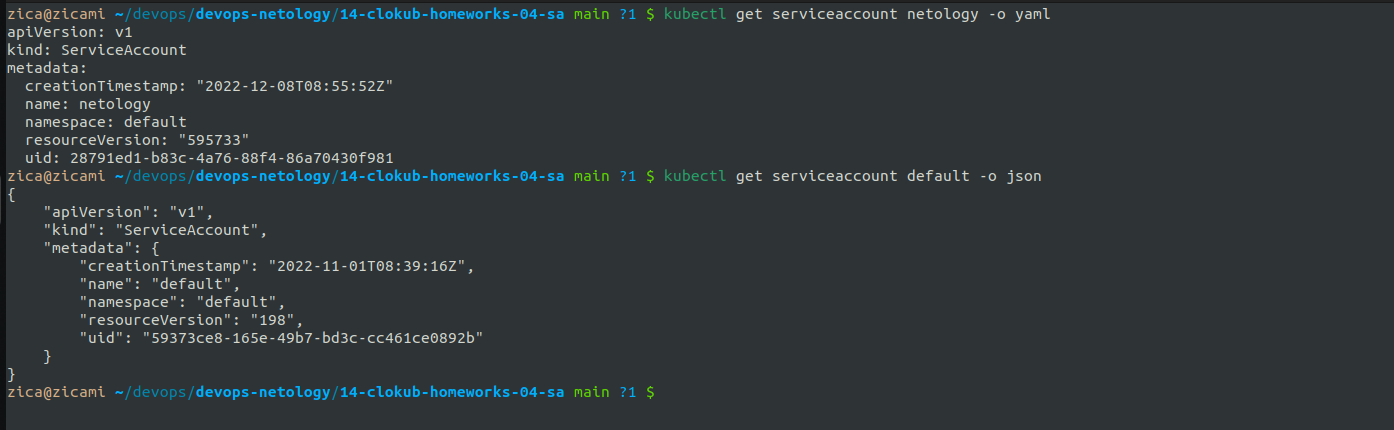 zica@zicami ~/devops/devops-netology/14-clokub-homeworks-04-sa main ?1 $ kubectl get serviceaccount netology -o yaml
apiVersion: v1
kind: ServiceAccount
metadata:
  creationTimestamp: "2022-12-08T08:55:52Z"
  name: netology
  namespace: default
  resourceVersion: "595733"
  uid: 28791ed1-b83c-4a76-88f4-86a70430f981
zica@zicami ~/devops/devops-netology/14-clokub-homeworks-04-sa main ?1 $ kubectl get serviceaccount default -o json
{
    "apiVersion": "v1",
    "kind": "ServiceAccount",
    "metadata": {
        "creationTimestamp": "2022-11-01T08:39:16Z",
        "name": "default",
        "namespace": "default",
        "resourceVersion": "198",
        "uid": "59373ce8-165e-49b7-bd3c-cc461ce0892b"
    }
}
zica@zicami ~/devops/devops-netology/14-clokub-homeworks-04-sa main ?1 $